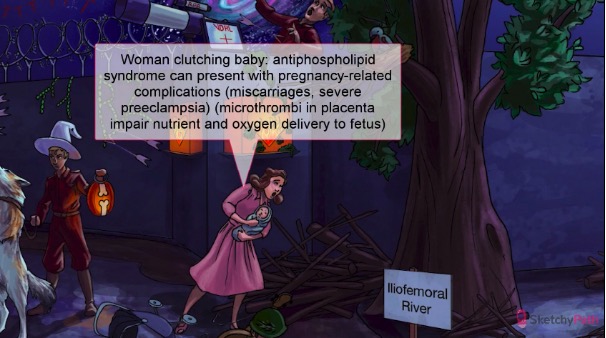 VDRL
Woman clutching baby: antiphospholipid
syndrome can present with pregnancy-related
complications (miscarriages, severe
preeclampsia) (microthrombi in placenta
impair nutrient and oxygen delivery to fetus)
Iliofemoral
River
SketchyPath